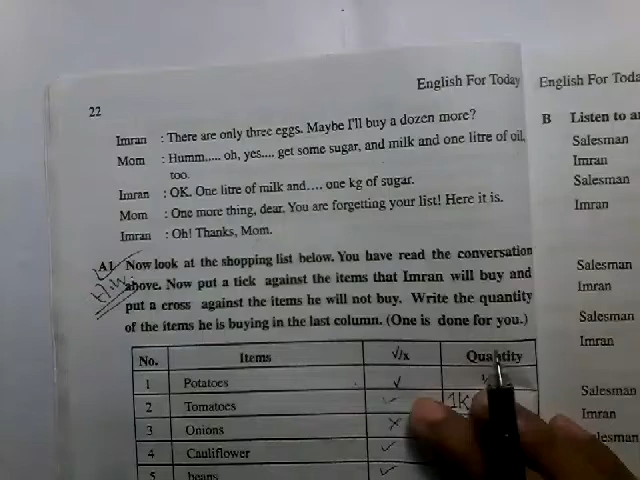 22
English For Today
Imran : There are only three eggs. Maybe I'll buy a dozen more?
Mom : Humm..... oh, yes.... get some sugar, and milk and one litre of oil,
too.
Imran : OK. One litre of milk and.... one kg of sugar.
Mom : One more thing, dear. You are forgetting your list! Here it is.
Imran : Oh! Thanks, Mom.
A1 Now look at the shopping list below. You have read the conversation
H.W above. Now put a tick against the items that Imran will buy and
put a cross against the items he will not buy. Write the quantity
of the items he is buying in the last column. (One is done for you.)
No. Items √/x Quantity
1 Potatoes √
2 Tomatoes ✓ 1K
3 Onions ×
4 Cauliflower ✓
5 beans ✓
English For Toda
B Listen to a
Salesman
Imran
Salesman
Imran
Salesman
Imran
Salesman
Imran
Salesman
Imran
alesman